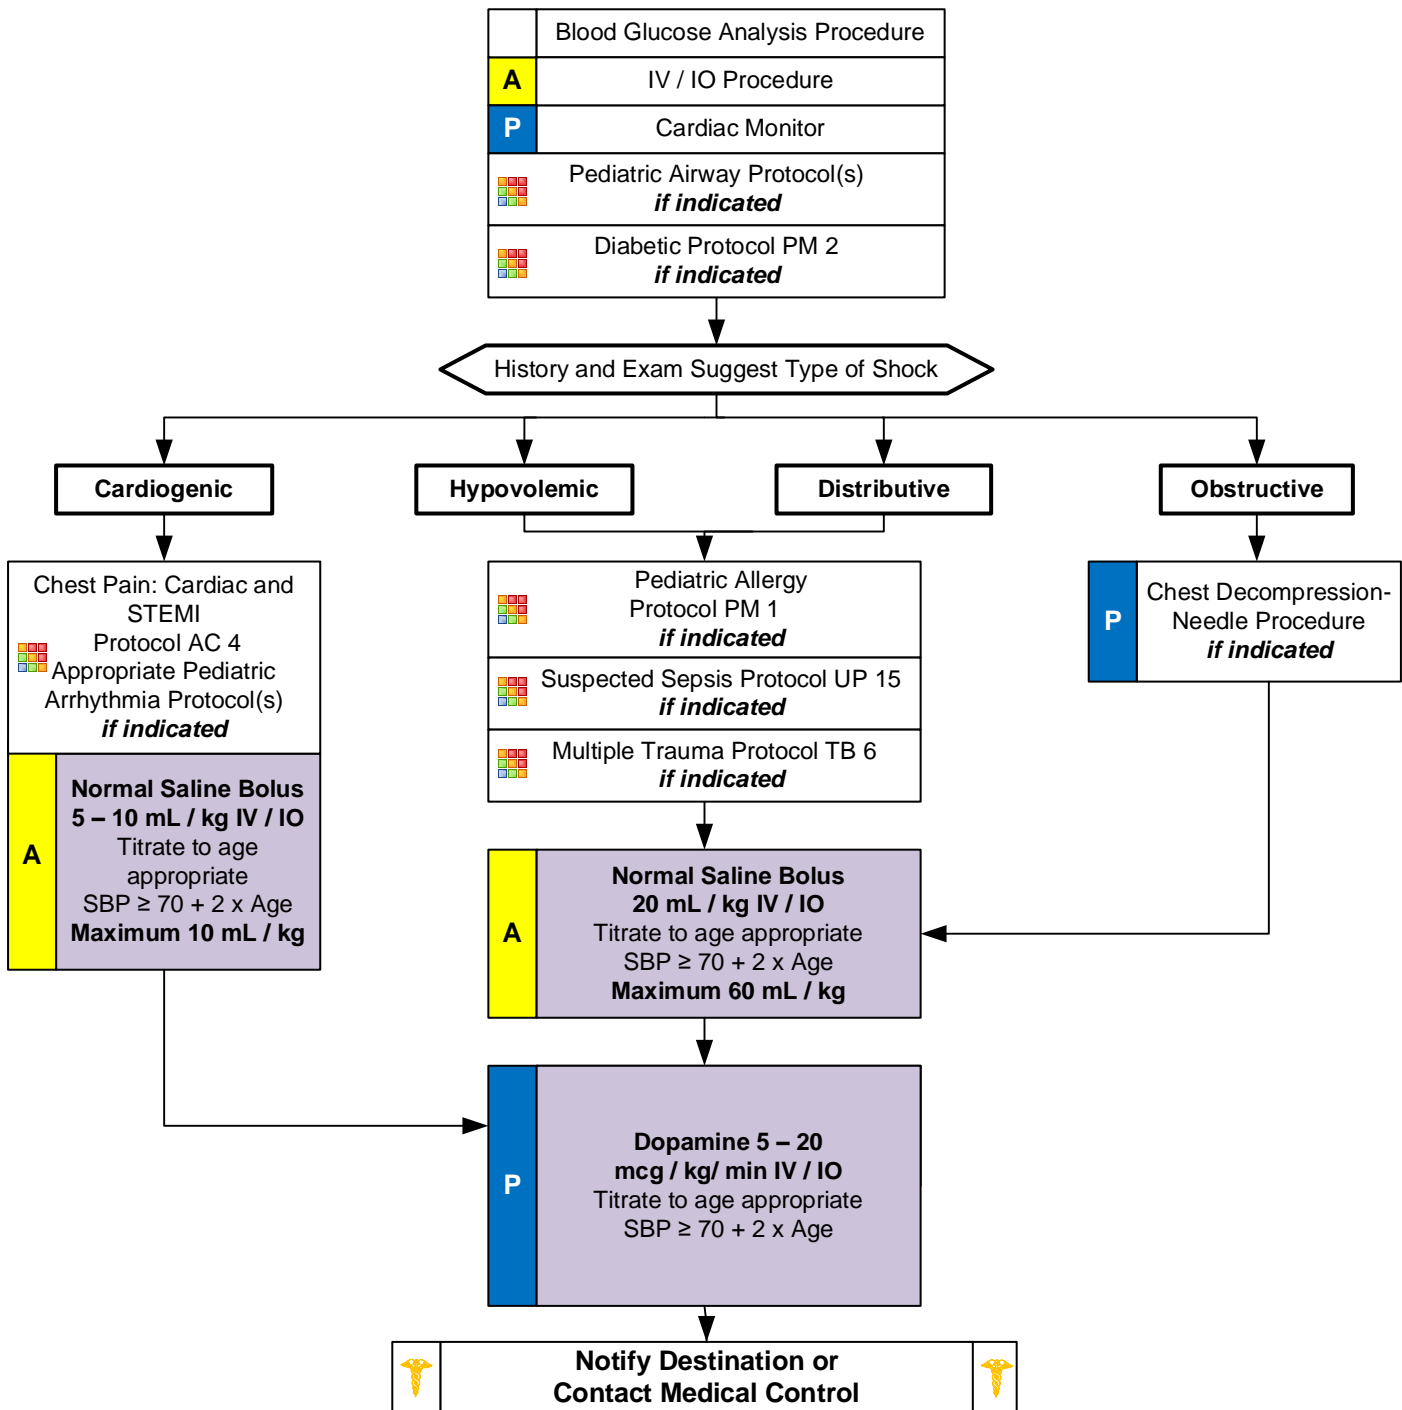 Blood Glucose Analysis Procedure
A
IV / IO Procedure
P
Cardiac Monitor
Pediatric Airway Protocol(s)
if indicated
Diabetic Protocol PM 2
if indicated
History and Exam Suggest Type of Shock
Cardiogenic
Hypovolemic
Distributive
Obstructive
Chest Pain: Cardiac and
STEMI
Protocol AC 4
Appropriate Pediatric
Arrhythmia Protocol(s)
if indicated
A
Normal Saline Bolus
5 – 10 mL / kg IV / IO
Titrate to age
appropriate
SBP ≥ 70 + 2 x Age
Maximum 10 mL / kg
Pediatric Allergy
Protocol PM 1
if indicated
Suspected Sepsis Protocol UP 15
if indicated
Multiple Trauma Protocol TB 6
if indicated
P
Chest Decompression-
Needle Procedure
if indicated
A
Normal Saline Bolus
20 mL / kg IV / IO
Titrate to age appropriate
SBP ≥ 70 + 2 x Age
Maximum 60 mL / kg
P
Dopamine 5 – 20
mcg / kg/ min IV / IO
Titrate to age appropriate
SBP ≥ 70 + 2 x Age
Notify Destination or
Contact Medical Control